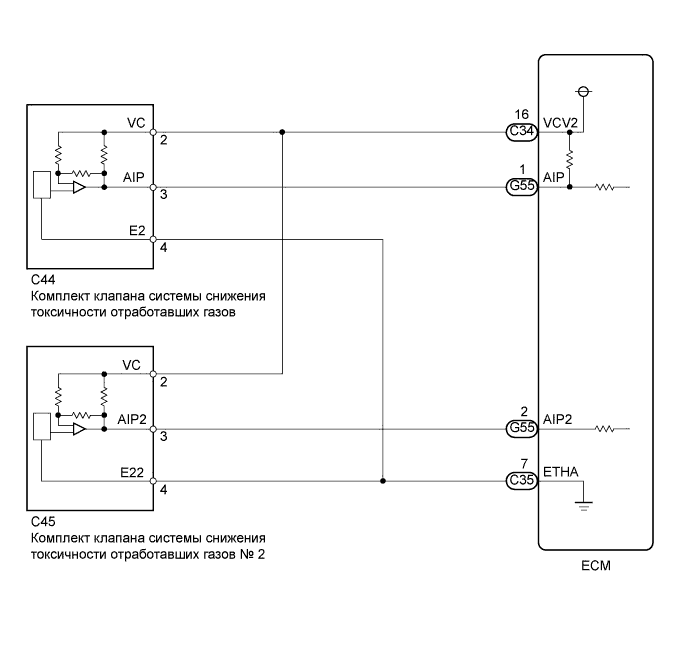 VC
2
16
C34
VCV2
AIP
3
1
G55
AIP
E2
4
C44
Комплект клапана системы снижения
токсичности отработавших газов
VC
2
AIP2
3
2
G55
AIP2
E22
4
7
C35
ETHA
C45
Комплект клапана системы снижения
токсичности отработавших газов № 2
ECM